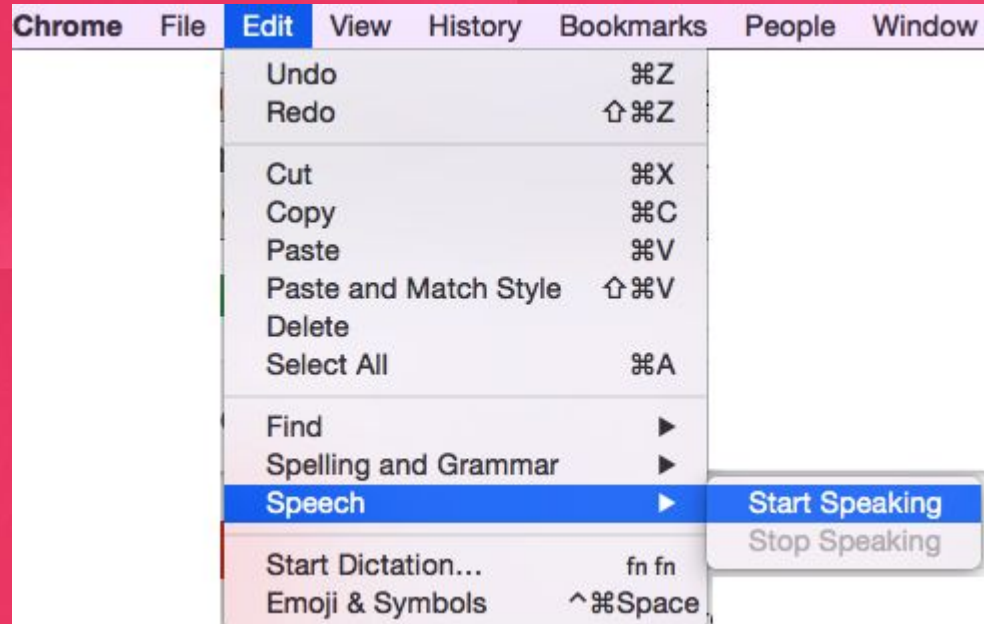 Chrome File Edit View History Bookmarks People Window
Undo ⌘Z
Redo ⇧⌘Z
Cut ⌘X
Copy ⌘C
Paste ⌘V
Paste and Match Style ⇧⌘V
Delete
Select All ⌘A
Find ▶
Spelling and Grammar ▶
Speech ▶ Start Speaking
Stop Speaking
Start Dictation... fn fn
Emoji & Symbols ^⌘Space